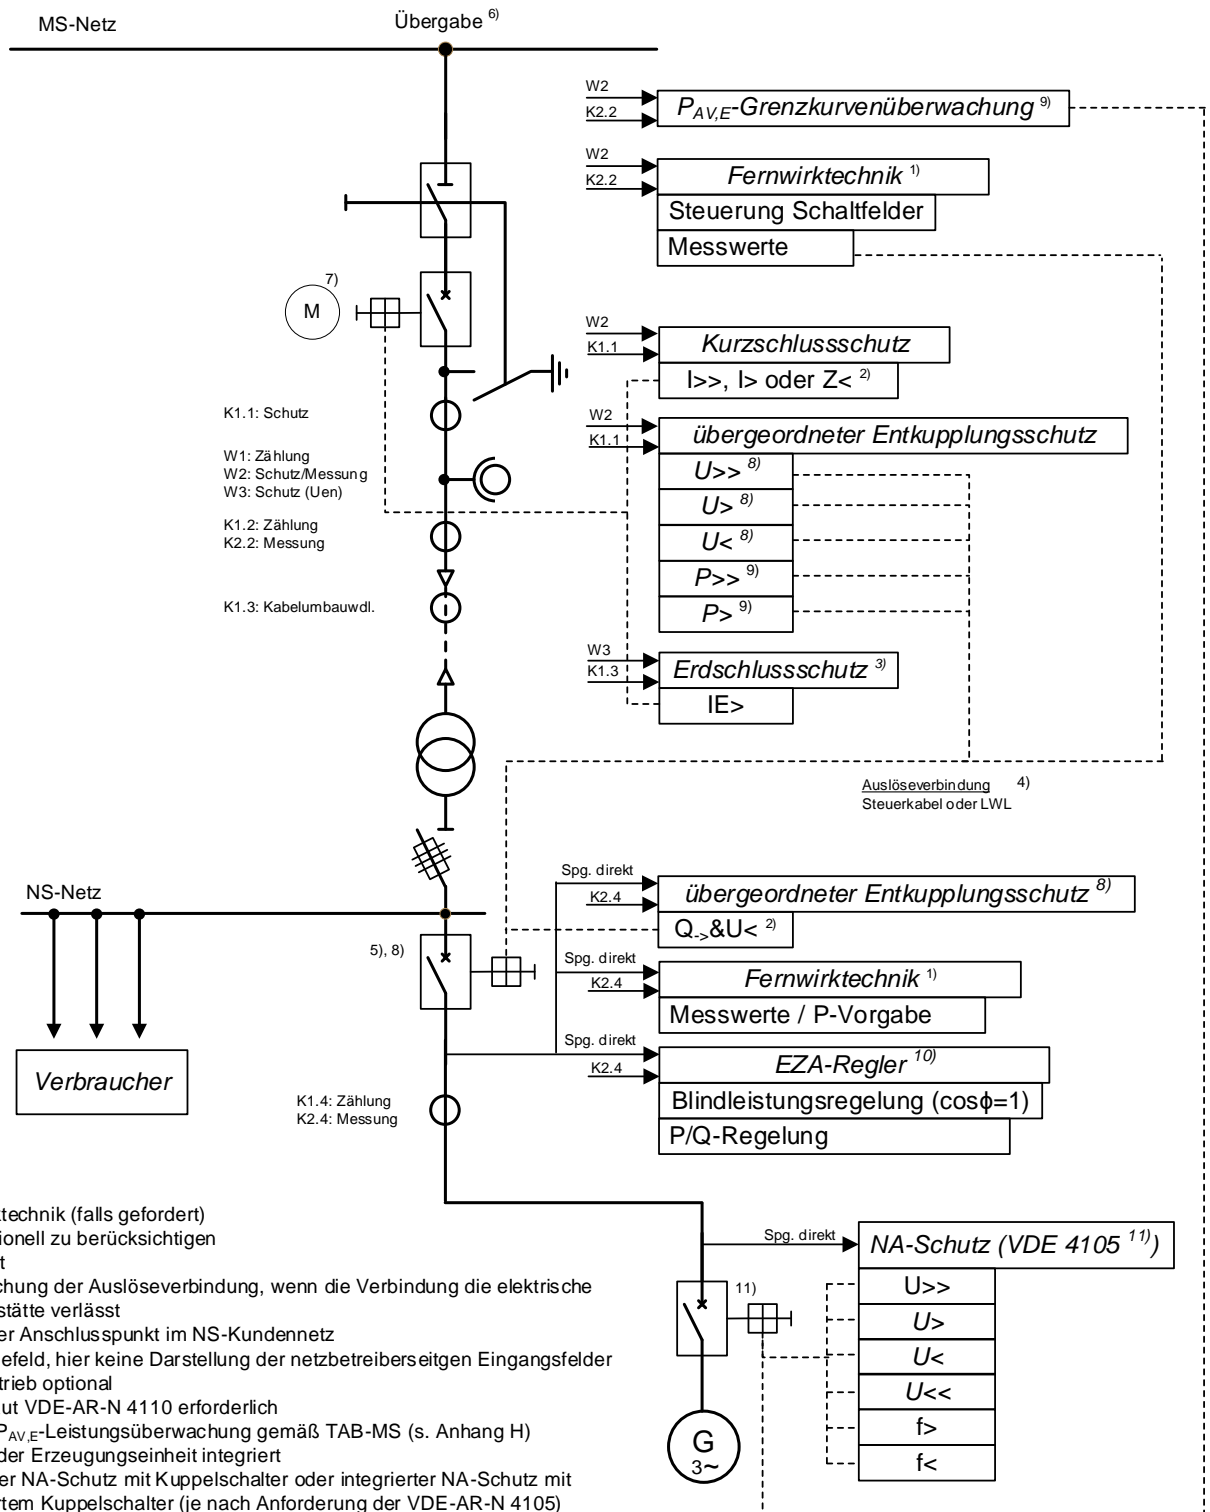 MS-Netz
Übergabe 6)
W2
K2.2
P_AV,E-Grenzkurvenüberwachung 9)
W2
K2.2
Fernwirktechnik 1)
Steuerung Schaltfelder
Messwerte
7)
M
W2
K1.1
Kurzschlussschutz
I>>, I> oder Z< 2)
K1.1: Schutz
W1: Zählung
W2: Schutz/Messung
W3: Schutz (Uen)
K1.2: Zählung
K2.2: Messung
K1.3: Kabelumbauwdl.
W2
K1.1
übergeordneter Entkupplungsschutz
U>> 8)
U> 8)
U< 8)
P>> 9)
P> 9)
W3
K1.3
Erdschlussschutz 3)
IE>
Auslöseverbindung 4)
Steuerkabel oder LWL
NS-Netz
Spg. direkt
K2.4
übergeordneter Entkupplungsschutz 8)
Q->&U< 2)
5), 8)
Spg. direkt
K2.4
Fernwirktechnik 1)
Messwerte / P-Vorgabe
Spg. direkt
K2.4
EZA-Regler 10)
Blindleistungsregelung (cosϕ=1)
P/Q-Regelung
Verbraucher
K1.4: Zählung
K2.4: Messung
Spg. direkt
NA-Schutz (VDE 4105 11))
U>>
U>
U<
U<<
f>
f<
11)
G
3~
ktechnik (falls gefordert)
ionell zu berücksichtigen
t
chung der Auslöseverbindung, wenn die Verbindung die elektrische
stätte verlässt
er Anschlusspunkt im NS-Kundennetz
efeld, hier keine Darstellung der netzbetreiberseitgen Eingangsfelder
trieb optional
ut VDE-AR-N 4110 erforderlich
P_AV,E-Leistungsüberwachung gemäß TAB-MS (s. Anhang H)
der Erzeugungseinheit integriert
er NA-Schutz mit Kuppelschalter oder integrierter NA-Schutz mit
rtem Kuppelschalter (je nach Anforderung der VDE-AR-N 4105)